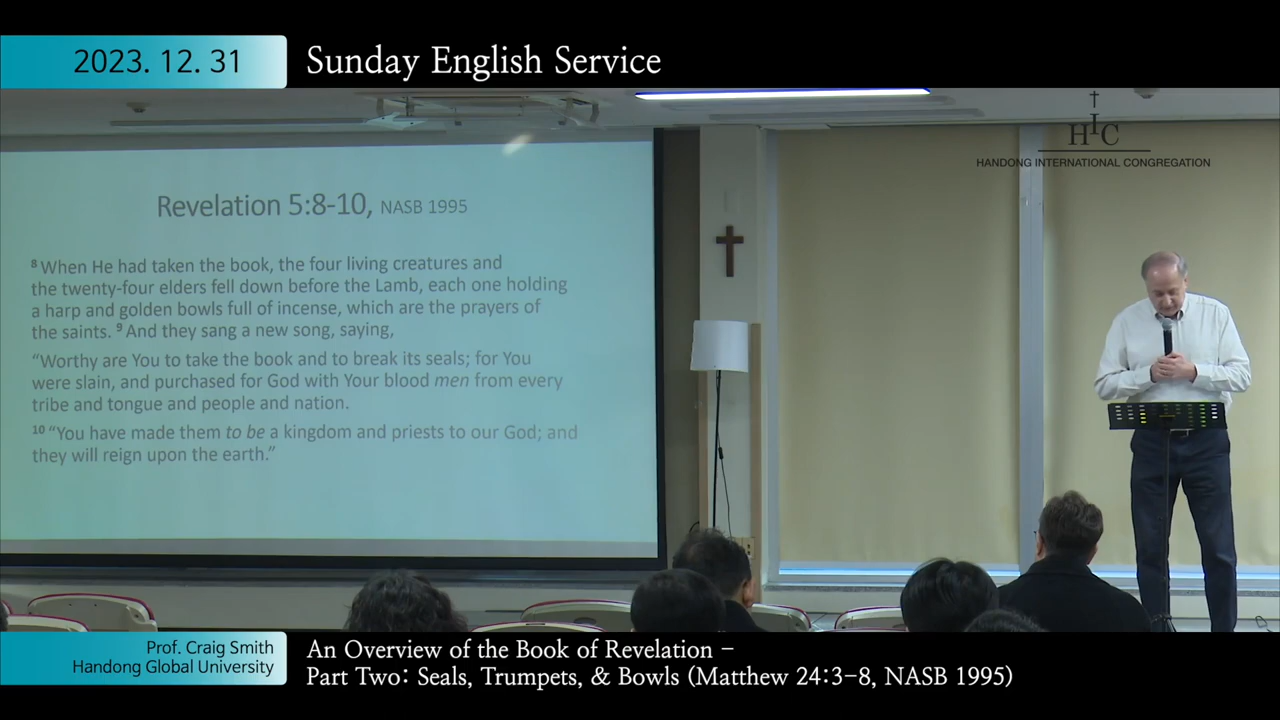 2023. 12. 31
Sunday English Service
HIC
HANDONG INTERNATIONAL CONGREGATION
Revelation 5:8-10, NASB 1995
8 When He had taken the book, the four living creatures and
the twenty-four elders fell down before the Lamb, each one holding
a harp and golden bowls full of incense, which are the prayers of
the saints. 9 And they sang a new song, saying,
“Worthy are You to take the book and to break its seals; for You
were slain, and purchased for God with Your blood men from every
tribe and tongue and people and nation.
10 “You have made them to be a kingdom and priests to our God; and
they will reign upon the earth.”
Prof. Craig Smith
Handong Global University
An Overview of the Book of Revelation –
Part Two: Seals, Trumpets, & Bowls (Matthew 24:3-8, NASB 1995)